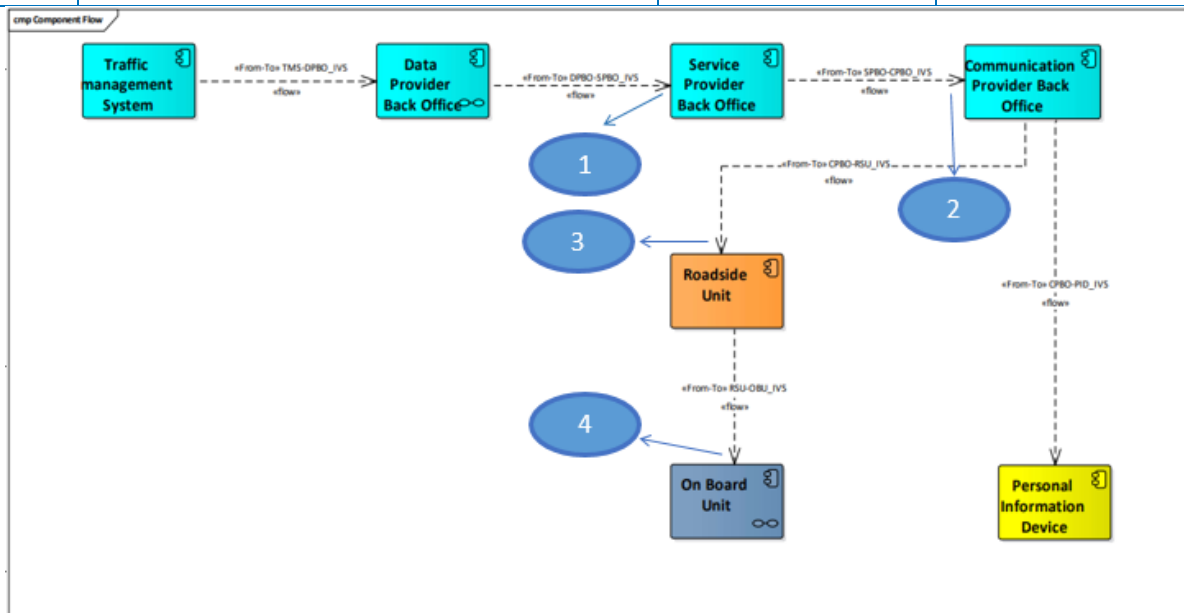 cmp Component Flow
Traffic
management
System
«From-To» TMS-DPBO_IVS
«flow»
Data
Provider
Back Office
«From-To» DPBO-SPBO_IVS
«flow»
Service
Provider
Back Office
«From-To» SPBO-CPBO_IVS
«flow»
Communication
Provider Back
Office
1
«From-To» CPBO-RSU_IVS
«flow»
2
3
Roadside
Unit
«From-To» CPBO-PID_IVS
«flow»
«From-To» RSU-OBU_IVS
«flow»
4
On Board
Unit
Personal
Information
Device